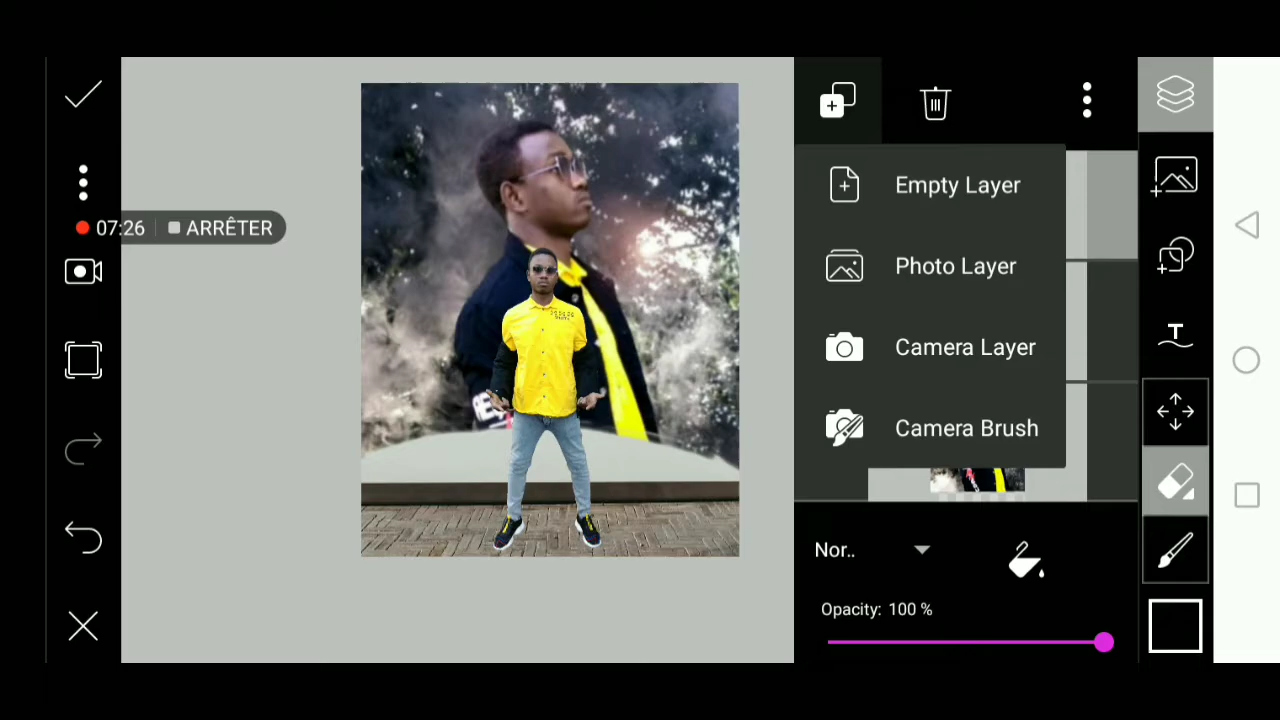 07:26
ARRÊTER
Empty Layer
Photo Layer
Camera Layer
Camera Brush
Nor..
Opacity: 100 %